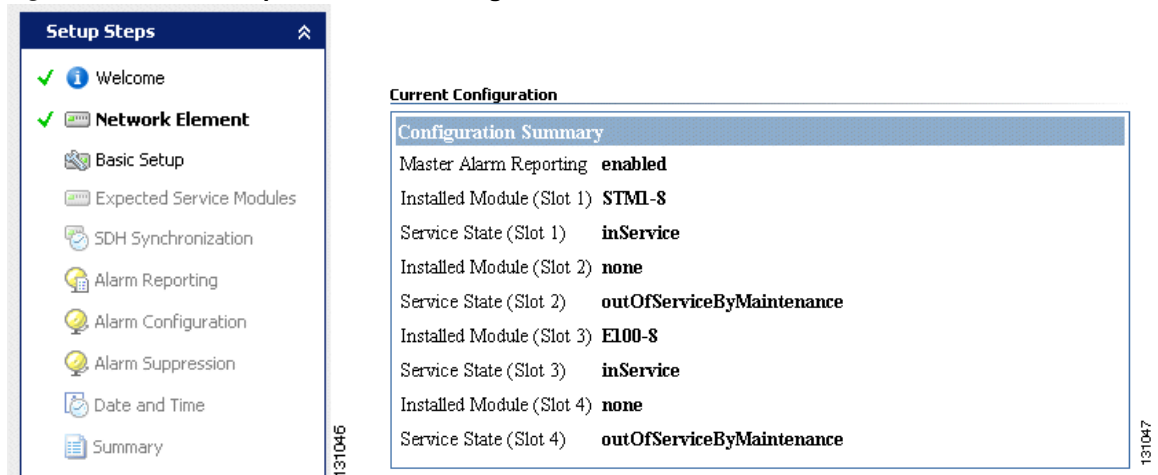 Setup Steps
Welcome
Network Element
Basic Setup
Expected Service Modules
SDH Synchronization
Alarm Reporting
Alarm Configuration
Alarm Suppression
Date and Time
Summary
131046
Current Configuration
Configuration Summary
Master Alarm Reporting enabled
Installed Module (Slot 1) STM1-8
Service State (Slot 1) inService
Installed Module (Slot 2) none
Service State (Slot 2) outOfServiceByMaintenance
Installed Module (Slot 3) E100-8
Service State (Slot 3) inService
Installed Module (Slot 4) none
Service State (Slot 4) outOfServiceByMaintenance
131047